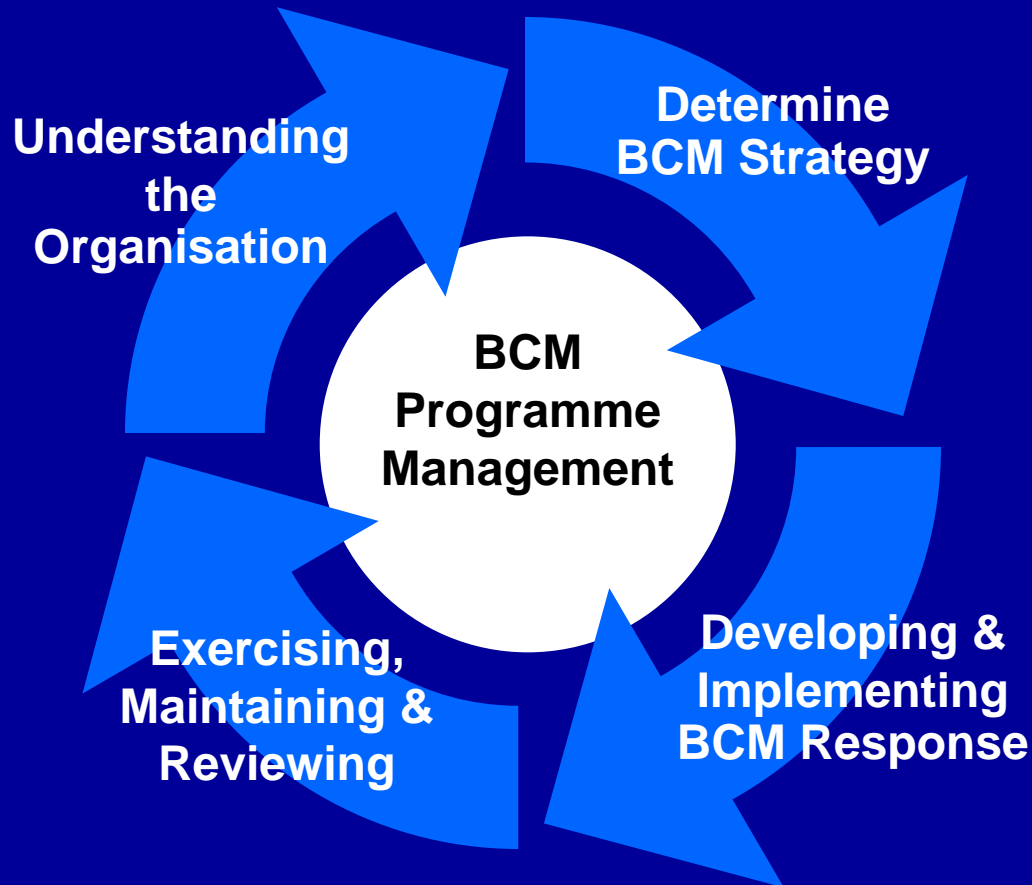 Understanding
the
Organisation
Determine
BCM Strategy
BCM
Programme
Management
Developing &
Implementing
BCM Response
Exercising,
Maintaining &
Reviewing